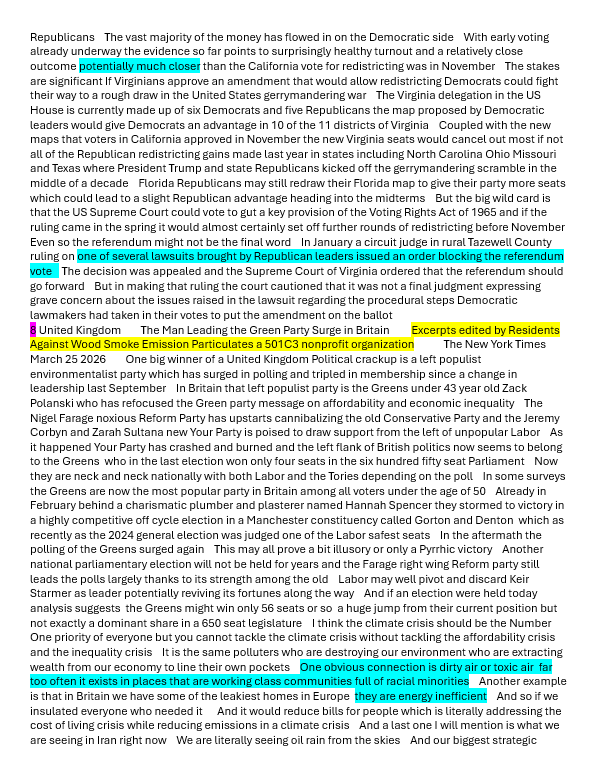 Republicans The vast majority of the money has flowed in on the Democratic side With early voting
already underway the evidence so far points to surprisingly healthy turnout and a relatively close
outcome potentially much closer than the California vote for redistricting was in November The stakes
are significant If Virginians approve an amendment that would allow redistricting Democrats could fight
their way to a rough draw in the United States gerrymandering war The Virginia delegation in the US
House is currently made up of six Democrats and five Republicans the map proposed by Democratic
leaders would give Democrats an advantage in 10 of the 11 districts of Virginia Coupled with the new
maps that voters in California approved in November the new Virginia seats would cancel out most if not
all of the Republican redistricting gains made last year in states including North Carolina Ohio Missouri
and Texas where President Trump and state Republicans kicked off the gerrymandering scramble in the
middle of a decade Florida Republicans may still redraw their Florida map to give their party more seats
which could lead to a slight Republican advantage heading into the midterms But the big wild card is
that the US Supreme Court could vote to gut a key provision of the Voting Rights Act of 1965 and if the
ruling came in the spring it would almost certainly set off further rounds of redistricting before November
Even so the referendum might not be the final word In January a circuit judge in rural Tazewell County
ruling on one of several lawsuits brought by Republican leaders issued an order blocking the referendum
vote The decision was appealed and the Supreme Court of Virginia ordered that the referendum should
go forward But in making that ruling the court cautioned that it was not a final judgment expressing
grave concern about the issues raised in the lawsuit regarding the procedural steps Democratic
lawmakers had taken in their votes to put the amendment on the ballot
8 United Kingdom The Man Leading the Green Party Surge in Britain Excerpts edited by Residents
Against Wood Smoke Emission Particulates a 501C3 nonprofit organization The New York Times
March 25 2026 One big winner of a United Kingdom Political crackup is a left populist
environmentalist party which has surged in polling and tripled in membership since a change in
leadership last September In Britain that left populist party is the Greens under 43 year old Zack
Polanski who has refocused the Green party message on affordability and economic inequality The
Nigel Farage noxious Reform Party has upstarts cannibalizing the old Conservative Party and the Jeremy
Corbyn and Zarah Sultana new Your Party is poised to draw support from the left of unpopular Labor As
it happened Your Party has crashed and burned and the left flank of British politics now seems to belong
to the Greens who in the last election won only four seats in the six hundred fifty seat Parliament Now
they are neck and neck nationally with both Labor and the Tories depending on the poll In some surveys
the Greens are now the most popular party in Britain among all voters under the age of 50 Already in
February behind a charismatic plumber and plasterer named Hannah Spencer they stormed to victory in
a highly competitive off cycle election in a Manchester constituency called Gorton and Denton which as
recently as the 2024 general election was judged one of the Labor safest seats In the aftermath the
polling of the Greens surged again This may all prove a bit illusory or only a Pyrrhic victory Another
national parliamentary election will not be held for years and the Farage right wing Reform party still
leads the polls largely thanks to its strength among the old Labor may well pivot and discard Keir
Starmer as leader potentially reviving its fortunes along the way And if an election were held today
analysis suggests the Greens might win only 56 seats or so a huge jump from their current position but
not exactly a dominant share in a 650 seat legislature I think the climate crisis should be the Number
One priority of everyone but you cannot tackle the climate crisis without tackling the affordability crisis
and the inequality crisis It is the same polluters who are destroying our environment who are extracting
wealth from our economy to line their own pockets One obvious connection is dirty air or toxic air far
too often it exists in places that are working class communities full of racial minorities Another example
is that in Britain we have some of the leakiest homes in Europe they are energy inefficient And so if we
insulated everyone who needed it And it would reduce bills for people which is literally addressing the
cost of living crisis while reducing emissions in a climate crisis And a last one I will mention is what we
are seeing in Iran right now We are literally seeing oil rain from the skies And our biggest strategic